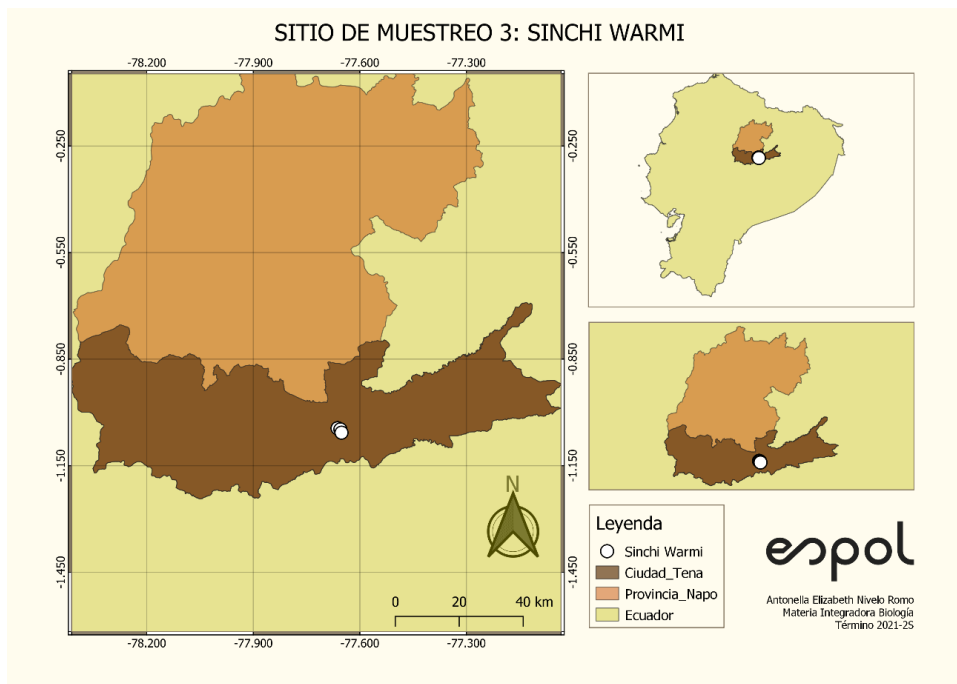 SITIO DE MUESTREO 3: SINCHI WARMI
-78.200 -77.900 -77.600 -77.300
-0.250 -0.250
-0.550 -0.550
-0.850 -0.850
-1.150 -1.150
-1.450 -1.450
N
0 20 40 km
-78.200 -77.900 -77.600 -77.300
Leyenda
Sinchi Warmi
Ciudad_Tena
Provincia_Napo
Ecuador
espol
Antonella Elizabeth Nivelo Romo
Materia Integradora Biología
Término 2021-2S